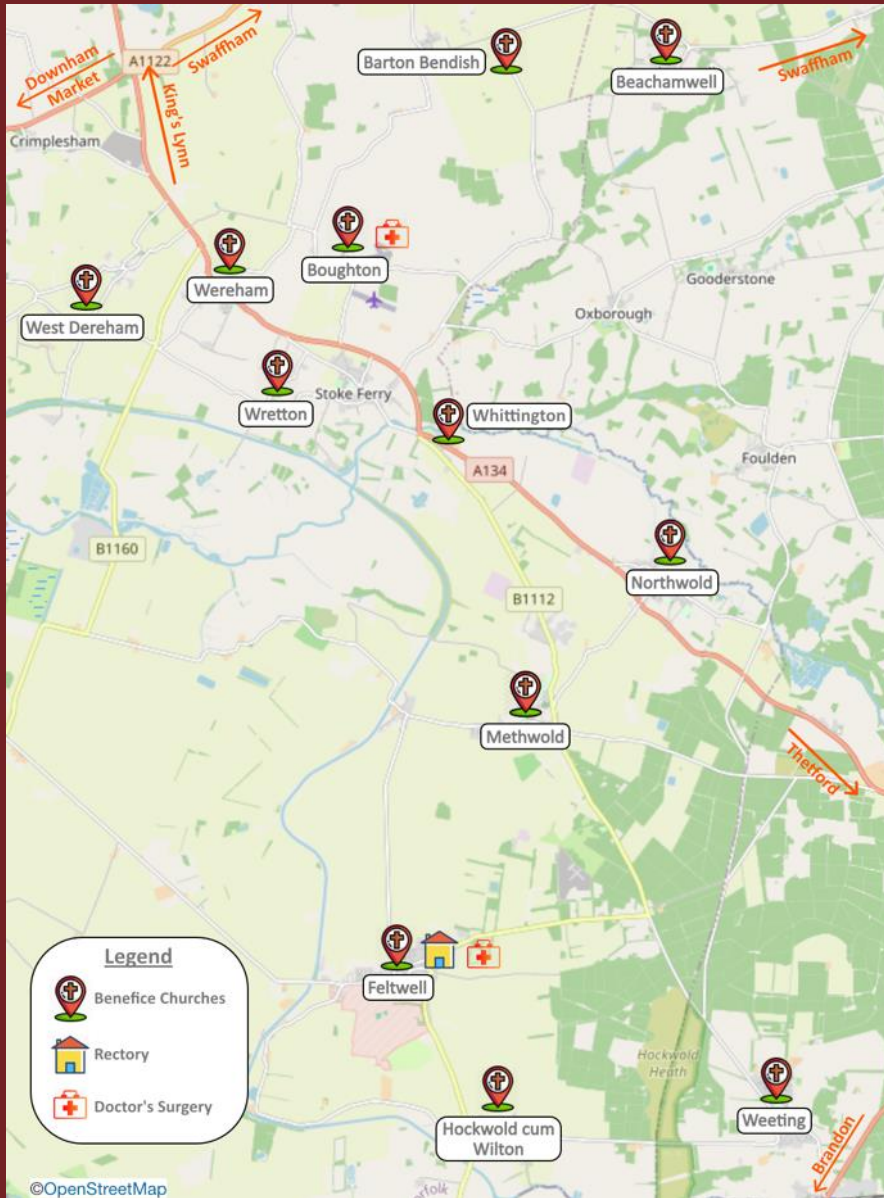 Downham
Market
A1122
Swaffham
King's Lynn
Barton Bendish
Beachamwell
Swaffham
Crimplesham
Boughton
Wereham
Gooderstone
West Dereham
Oxborough
Stoke Ferry
Wretton
Whittington
A134
Foulden
B1160
Northwold
B1112
Methwold
Thetford
Feltwell
Legend
Benefice Churches
Rectory
Doctor's Surgery
Hockwold
Heath
Hockwold cum
Wilton
Weeting
Brandon
©OpenStreetMap